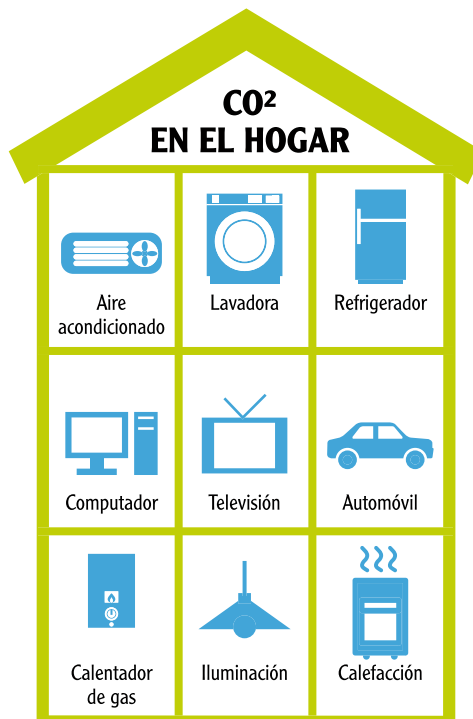 CO²
EN EL HOGAR
Aire
acondicionado
Lavadora
Refrigerador
Computador
Televisión
Automóvil
Calentador
de gas
Iluminación
Calefacción